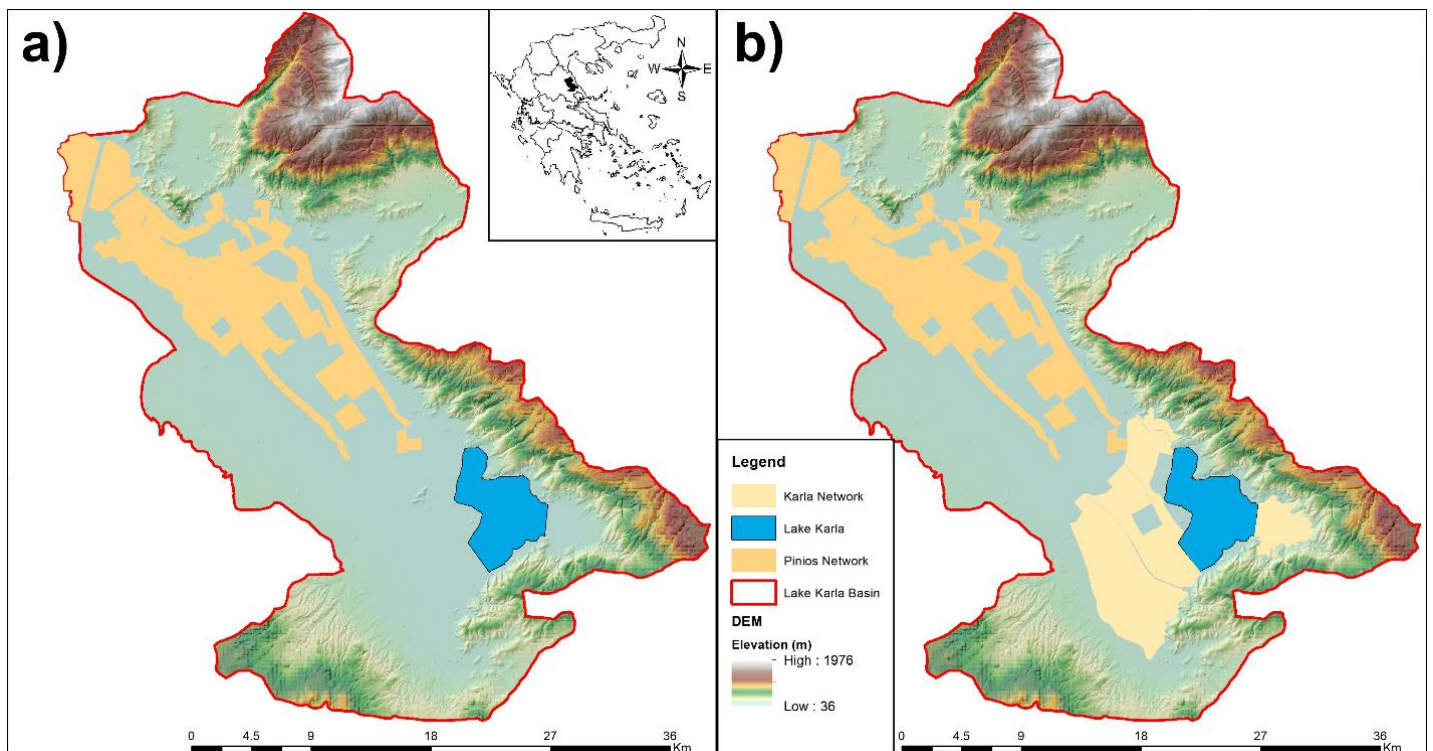 a)
N
W E
S
b)
Legend
Karla Network
Lake Karla
Pinios Network
Lake Karla Basin
DEM
Elevation (m)
High : 1976
Low : 36
0 4.5 9 18 27 36
Km
0 4.5 9 18 27 36
Km